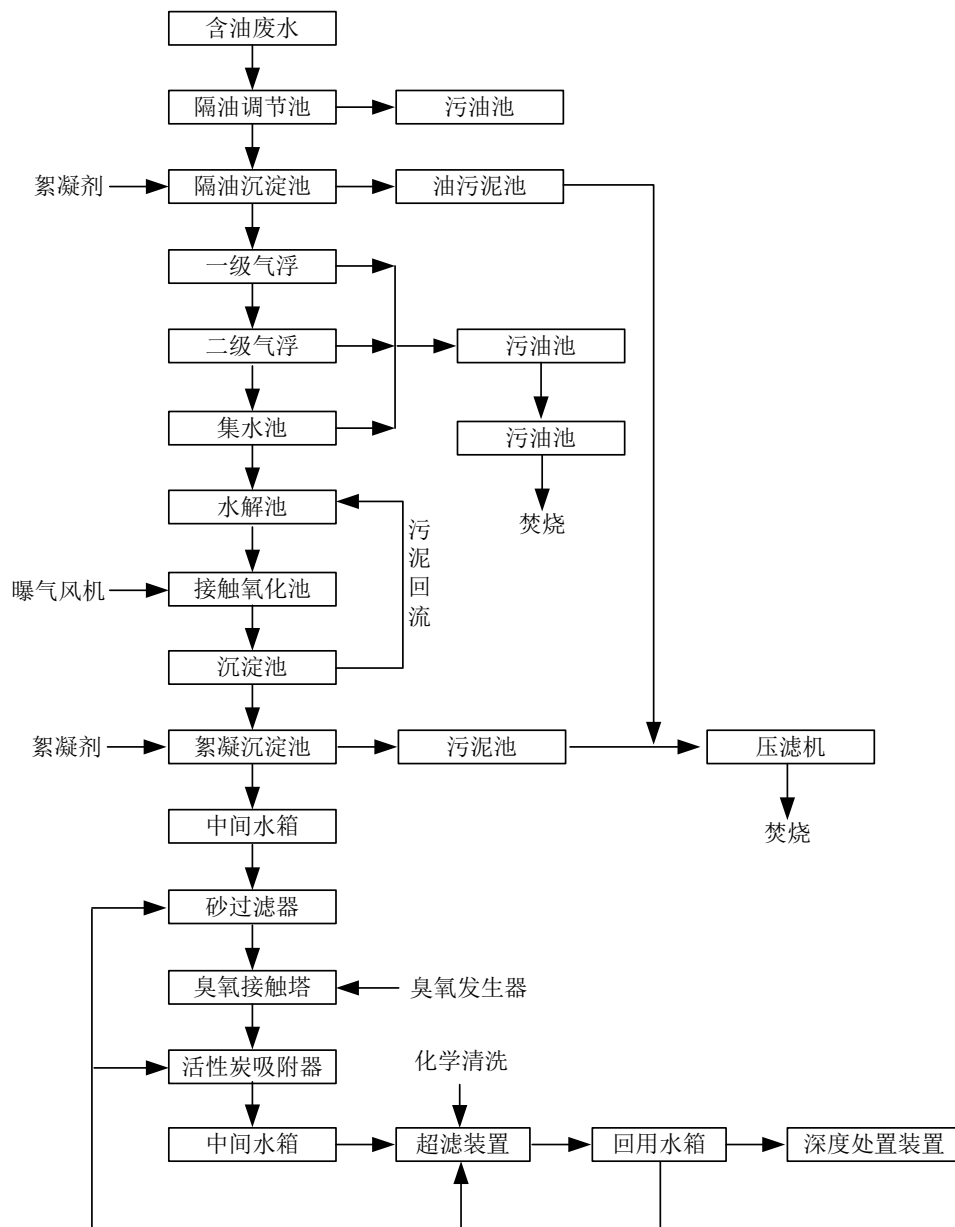 含油废水
隔油调节池
污油池
絮凝剂
隔油沉淀池
油污泥池
一级气浮
二级气浮
污油池
集水池
污油池
水解池
焚烧
污泥回流
曝气风机
接触氧化池
沉淀池
絮凝剂
絮凝沉淀池
污泥池
压滤机
中间水箱
焚烧
砂过滤器
臭氧接触塔
臭氧发生器
活性炭吸附器
化学清洗
中间水箱
超滤装置
回用水箱
深度处置装置